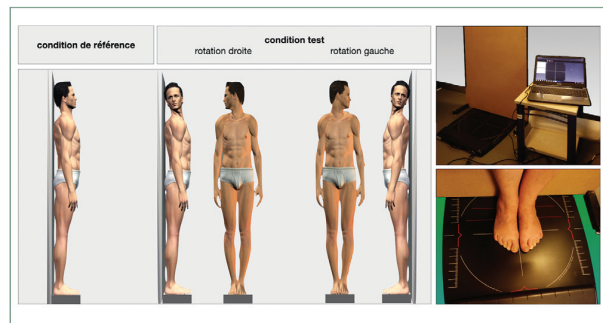 condition de référence
condition test
rotation droite
rotation gauche